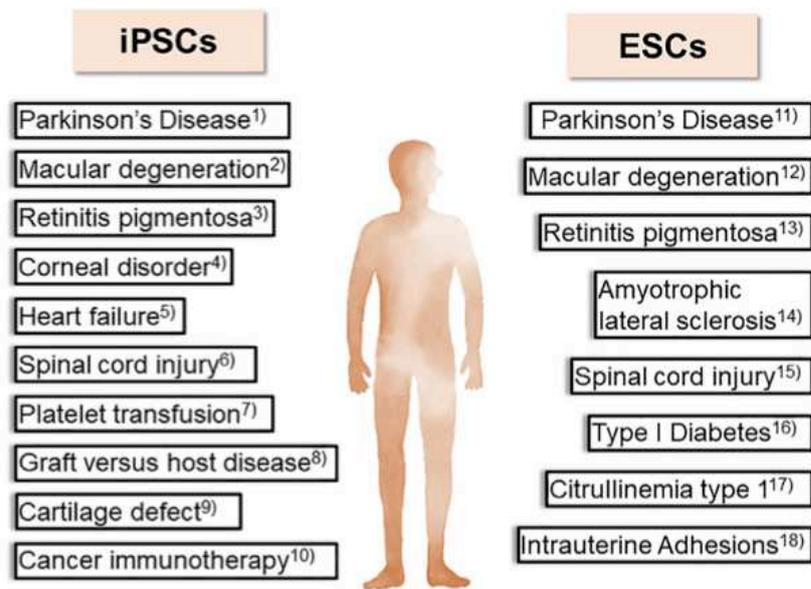 iPSCs
Parkinson's Disease1)
Macular degeneration2)
Retinitis pigmentosa3)
Corneal disorder4)
Heart failure5)
Spinal cord injury6)
Platelet transfusion7)
Graft versus host disease8)
Cartilage defect9)
Cancer immunotherapy10)
ESCs
Parkinson's Disease11)
Macular degeneration12)
Retinitis pigmentosa13)
Amyotrophic
lateral sclerosis14)
Spinal cord injury15)
Type I Diabetes16)
Citrullinemia type 117)
Intrauterine Adhesions18)